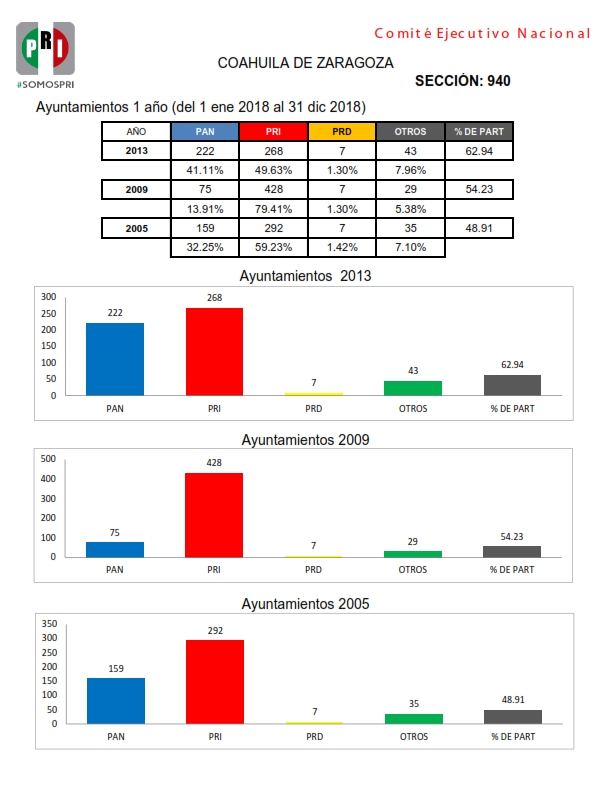 Comité Ejecutivo Nacional
PRI
#SOMOSPRI
COAHUILA DE ZARAGOZA
SECCIÓN: 940
Ayuntamientos 1 año (del 1 ene 2018 al 31 dic 2018)
AÑO PAN PRI PRD OTROS % DE PART
2013 222 268 7 43 62.94
41.11% 49.63% 1.30% 7.96%
2009 75 428 7 29 54.23
13.91% 79.41% 1.30% 5.38%
2005 159 292 7 35 48.91
32.25% 59.23% 1.42% 7.10%
Ayuntamientos 2013
300
250
200
150
100
50
0
222
268
7
43
62.94
PAN PRI PRD OTROS % DE PART
Ayuntamientos 2009
500
400
300
200
100
0
75
428
7
29
54.23
PAN PRI PRD OTROS % DE PART
Ayuntamientos 2005
350
300
250
200
150
100
50
0
159
292
7
35
48.91
PAN PRI PRD OTROS % DE PART